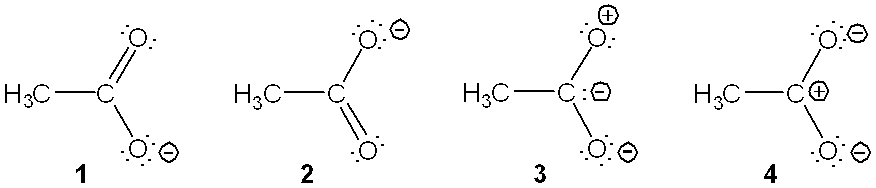 H₃C C O O ⊖
H₃C C O ⊖ O
H₃C C : ⊖ O ⊕ O ⊖
H₃C C ⊕ O ⊖ O ⊖
1 2 3 4